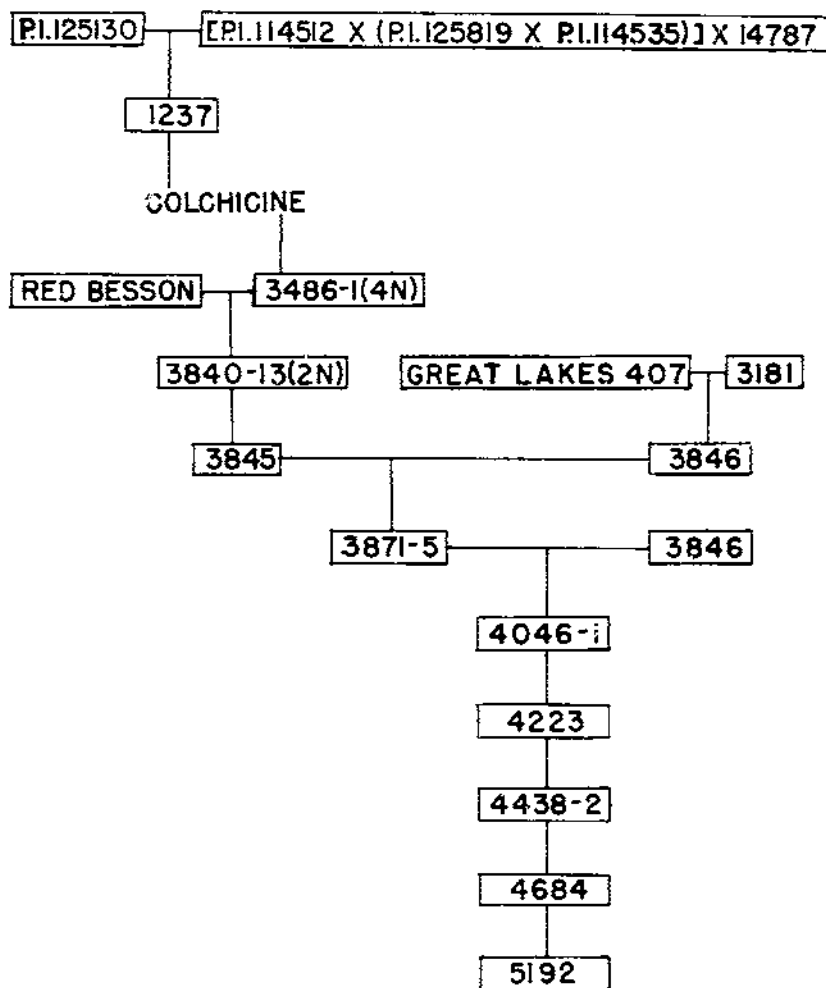 P.I.125130 [P.I.114512 X (P.I.125819 X P.I.114535)] X 14787
1237
COLCHICINE
RED BESSON 3486-1(4N)
3840-13(2N) GREAT LAKES 407 3181
3845 3846
3871-5 3846
4046-1
4223
4438-2
4684
5192